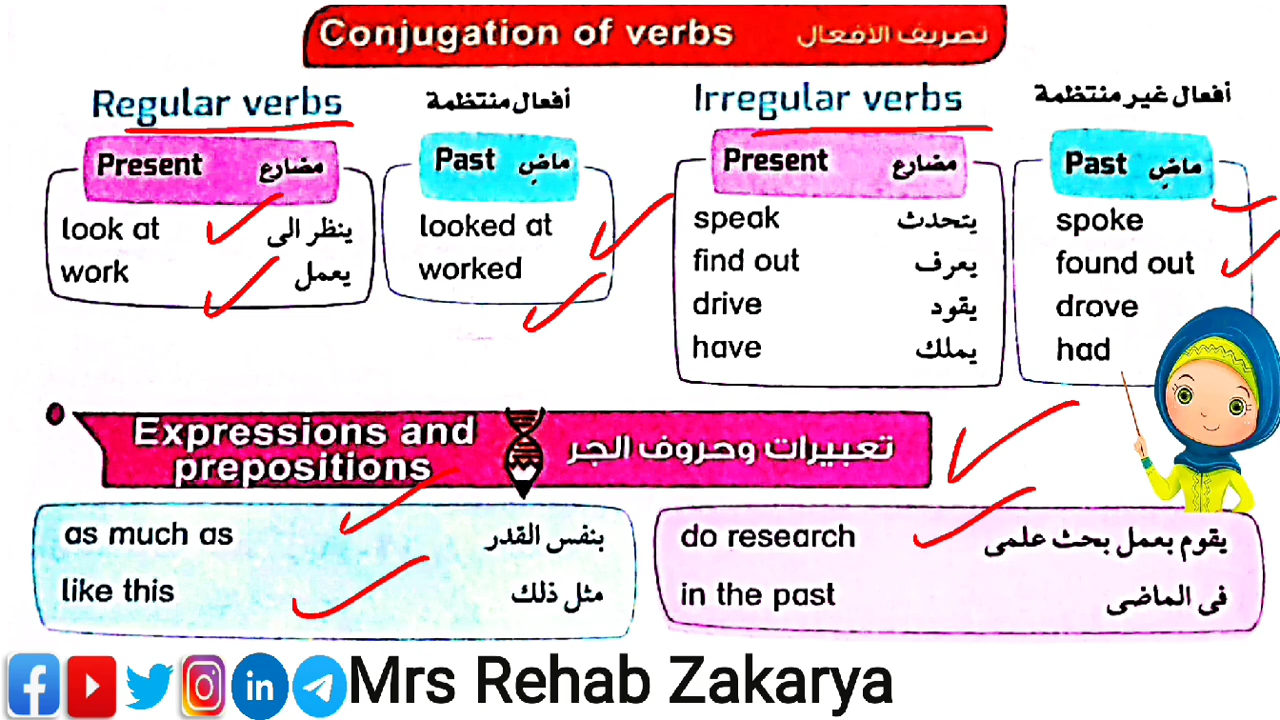 Conjugation of verbs تصريف الأفعال
Regular verbs أفعال منتظمة
Present مضارع Past ماضٍ
look at ينظر الى looked at
work يعمل worked
Irregular verbs أفعال غير منتظمة
Present مضارع Past ماضٍ
speak يتحدث spoke
find out يعرف found out
drive يقود drove
have يملك had
Expressions and
prepositions
تعبيرات وحروف الجر
as much as بنفس القدر
like this مثل ذلك
do research يقوم بعمل بحث علمى
in the past فى الماضى
Mrs Rehab Zakarya